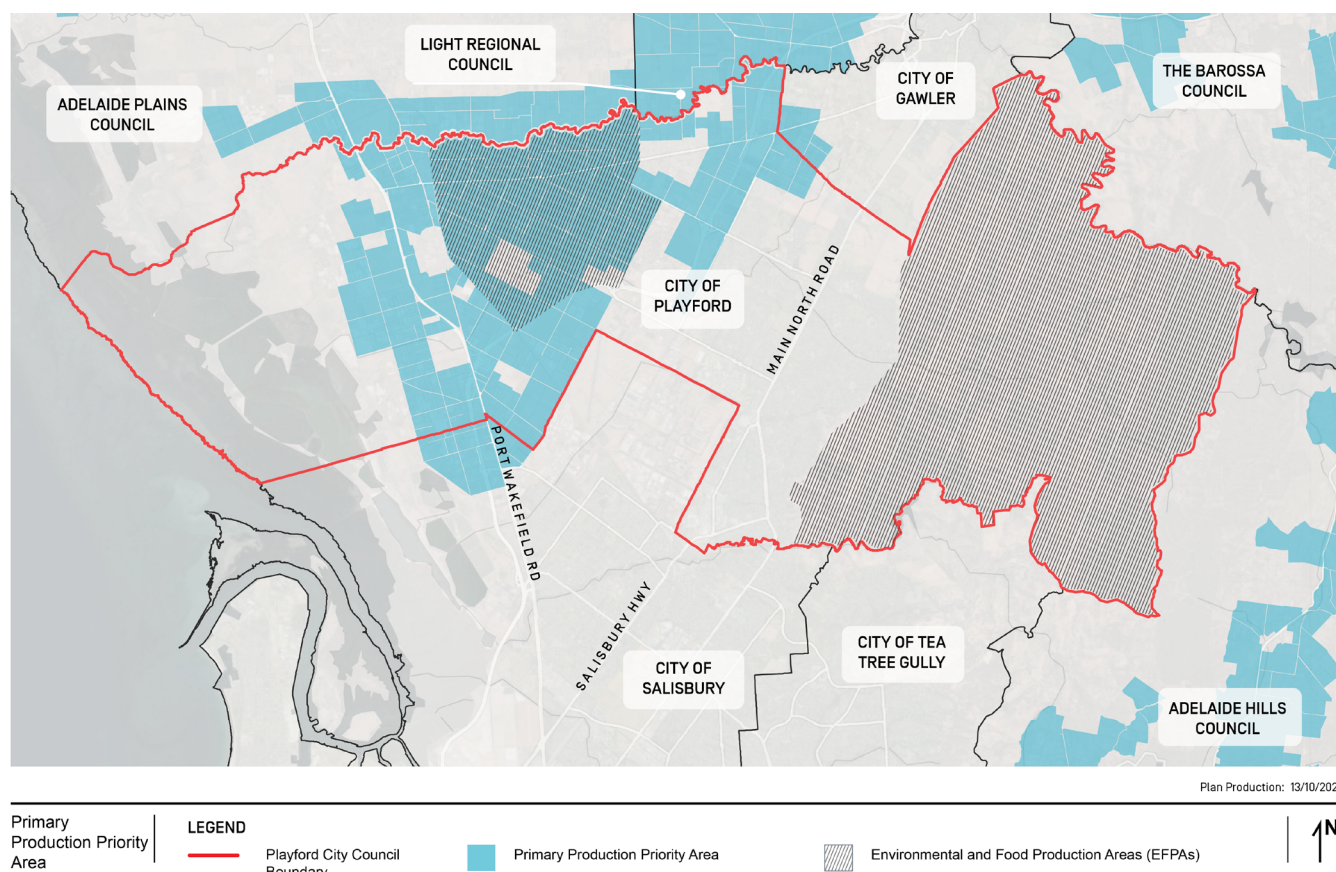 LIGHT REGIONAL
COUNCIL
ADELAIDE PLAINS
COUNCIL
CITY OF
GAWLER
THE BAROSSA
COUNCIL
CITY OF
PLAYFORD
MAIN NORTH ROAD
PORT WAKEFIELD RD
SALISBURY HWY
CITY OF
SALISBURY
CITY OF TEA
TREE GULLY
ADELAIDE HILLS
COUNCIL
Plan Production: 13/10/202
Primary
Production Priority
Area
LEGEND
Playford City Council
Boundary
Primary Production Priority Area
Environmental and Food Production Areas (EFPAs)
N